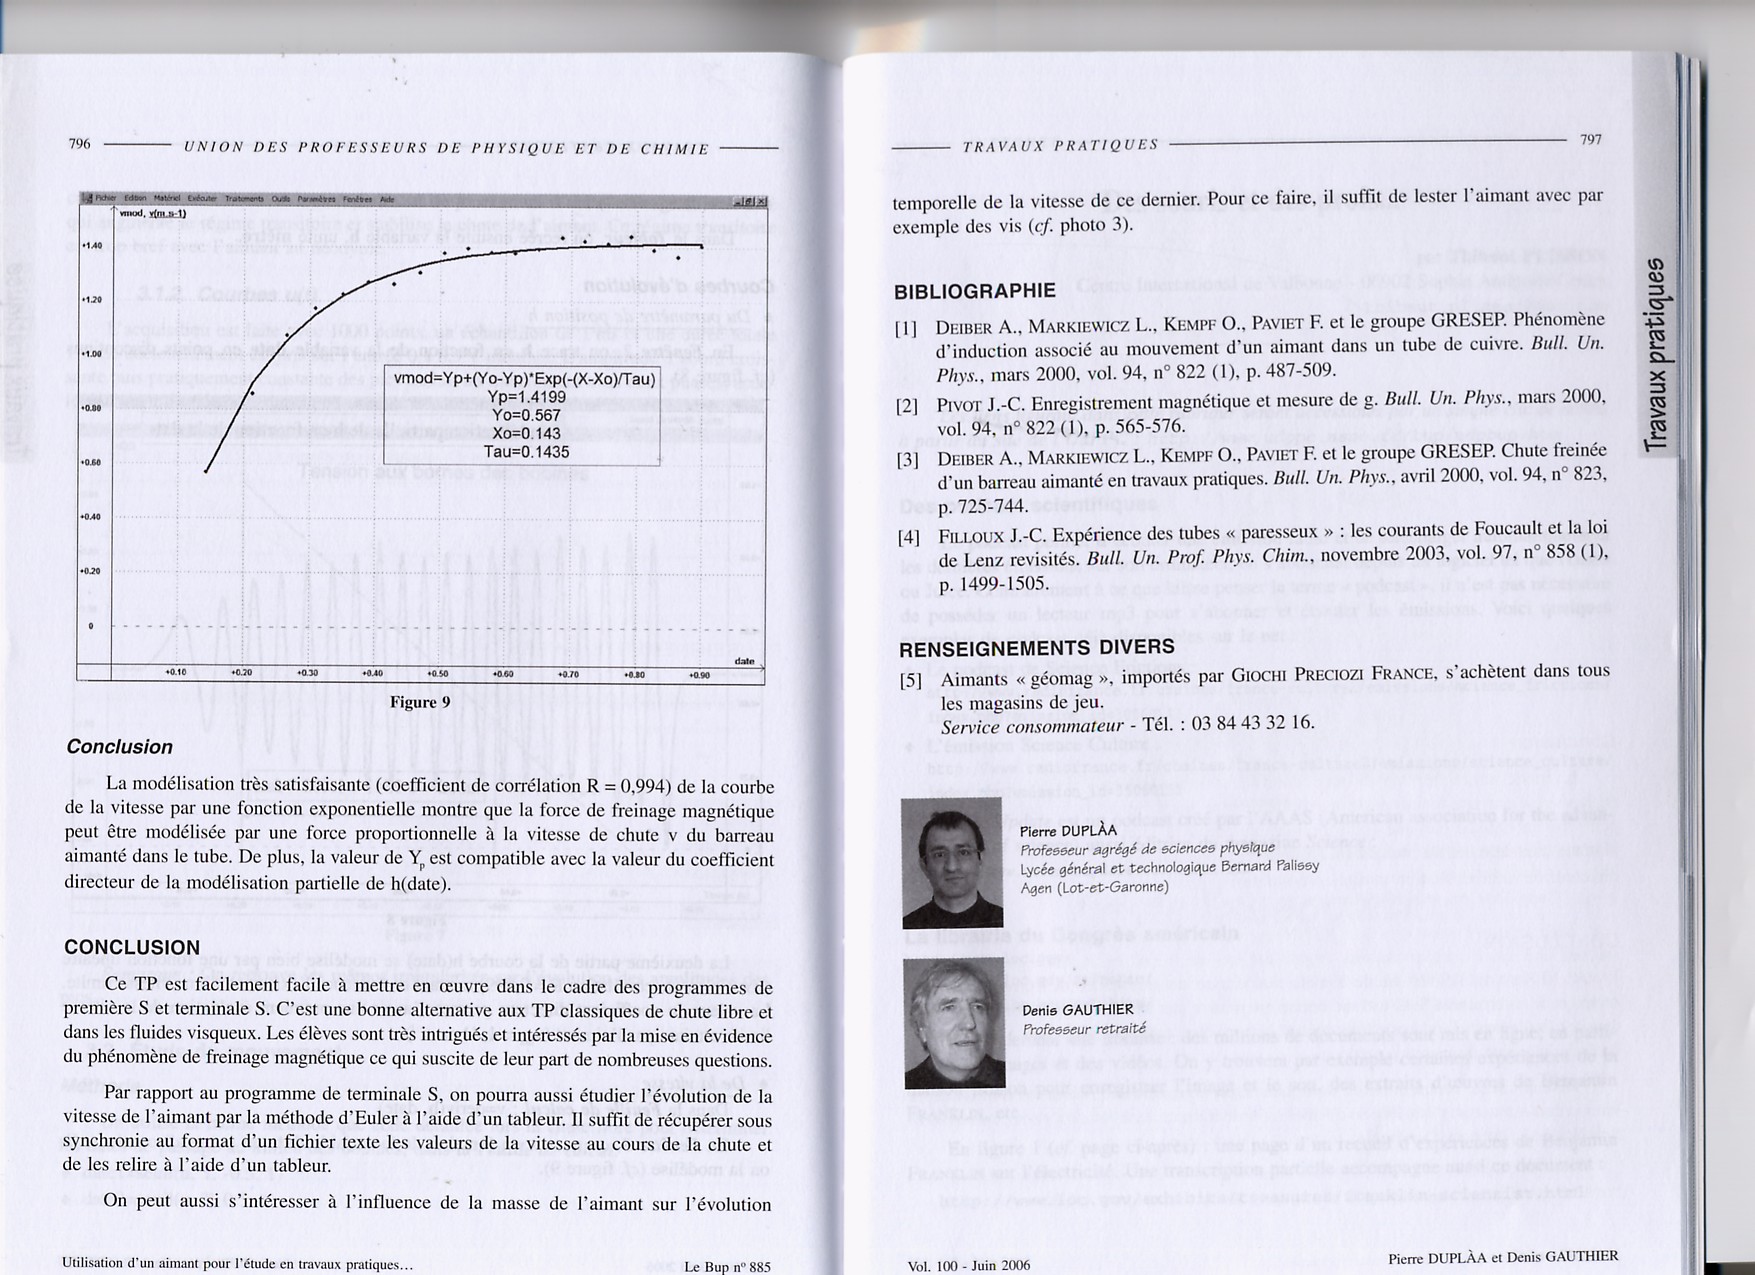 796
UNION DES PROFESSEURS DE PHYSIQUE ET DE CHIMIE
Fichier Edition Matériel Exécuter Traitements Outils Paramètres Fenêtres Aide
vmod, v(m.s-1)
+1.40
+1.20
+1.00
+0.80
+0.60
+0.40
+0.20
0
vmod=Yp+(Yo-Yp)*Exp(-(X-Xo)/Tau)
Yp=1.4199
Yo=0.567
Xo=0.143
Tau=0.1435
date
+0.10 +0.20 +0.30 +0.40 +0.50 +0.60 +0.70 +0.80 +0.90
Figure 9
Conclusion
La modélisation très satisfaisante (coefficient de corrélation R = 0,994) de la courbe
de la vitesse par une fonction exponentielle montre que la force de freinage magnétique
peut être modélisée par une force proportionnelle à la vitesse de chute v du barreau
aimanté dans le tube. De plus, la valeur de Yp est compatible avec la valeur du coefficient
directeur de la modélisation partielle de h(date).
CONCLUSION
Ce TP est facilement facile à mettre en œuvre dans le cadre des programmes de
première S et terminale S. C'est une bonne alternative aux TP classiques de chute libre et
dans les fluides visqueux. Les élèves sont très intrigués et intéressés par la mise en évidence
du phénomène de freinage magnétique ce qui suscite de leur part de nombreuses questions.
Par rapport au programme de terminale S, on pourra aussi étudier l'évolution de la
vitesse de l'aimant par la méthode d'Euler à l'aide d'un tableur. Il suffit de récupérer sous
synchronie au format d'un fichier texte les valeurs de la vitesse au cours de la chute et
de les relire à l'aide d'un tableur.
On peut aussi s'intéresser à l'influence de la masse de l'aimant sur l'évolution
Utilisation d'un aimant pour l'étude en travaux pratiques...
Le Bup n° 885
TRAVAUX PRATIQUES
797
temporelle de la vitesse de ce dernier. Pour ce faire, il suffit de lester l'aimant avec par
exemple des vis (cf. photo 3).
BIBLIOGRAPHIE
[1] DEIBER A., MARKIEWICZ L., KEMPF O., PAVIET F. et le groupe GRESEP. Phénomène
d'induction associé au mouvement d'un aimant dans un tube de cuivre. Bull. Un.
Phys., mars 2000, vol. 94, n° 822 (1), p. 487-509.
[2] PIVOT J.-C. Enregistrement magnétique et mesure de g. Bull. Un. Phys., mars 2000,
vol. 94, n° 822 (1), p. 565-576.
[3] DEIBER A., MARKIEWICZ L., KEMPF O., PAVIET F. et le groupe GRESEP. Chute freinée
d'un barreau aimanté en travaux pratiques. Bull. Un. Phys., avril 2000, vol. 94, n° 823,
p. 725-744.
[4] FILLOUX J.-C. Expérience des tubes « paresseux » : les courants de Foucault et la loi
de Lenz revisités. Bull. Un. Prof. Phys. Chim., novembre 2003, vol. 97, n° 858 (1),
p. 1499-1505.
RENSEIGNEMENTS DIVERS
[5] Aimants « géomag », importés par GIOCHI PRECIOZI FRANCE, s'achètent dans tous
les magasins de jeu.
Service consommateur - Tél. : 03 84 43 32 16.
Pierre DUPLÀA
Professeur agrégé de sciences physique
Lycée général et technologique Bernard Palissy
Agen (Lot-et-Garonne)
Denis GAUTHIER
Professeur retraité
Vol. 100 - Juin 2006
Pierre DUPLÀA et Denis GAUTHIER
Travaux pratiques